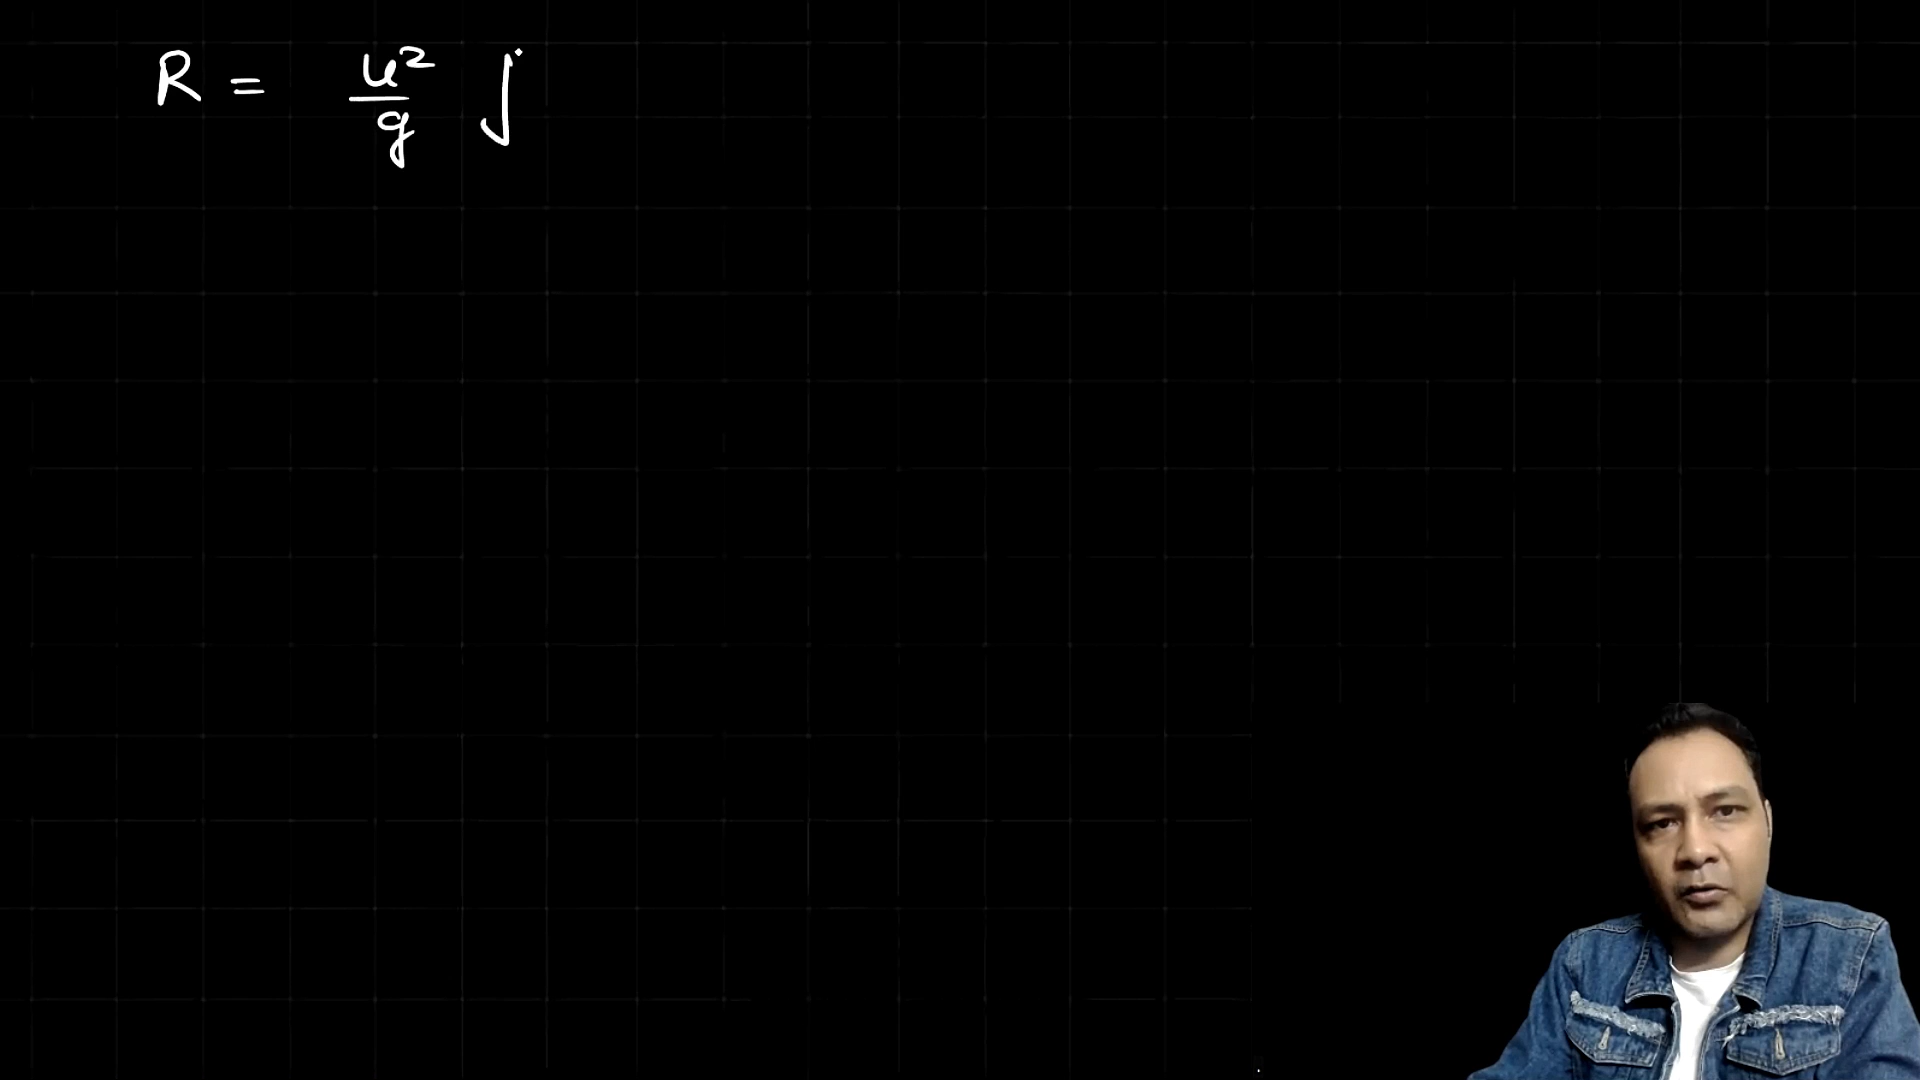 R = u²/g j